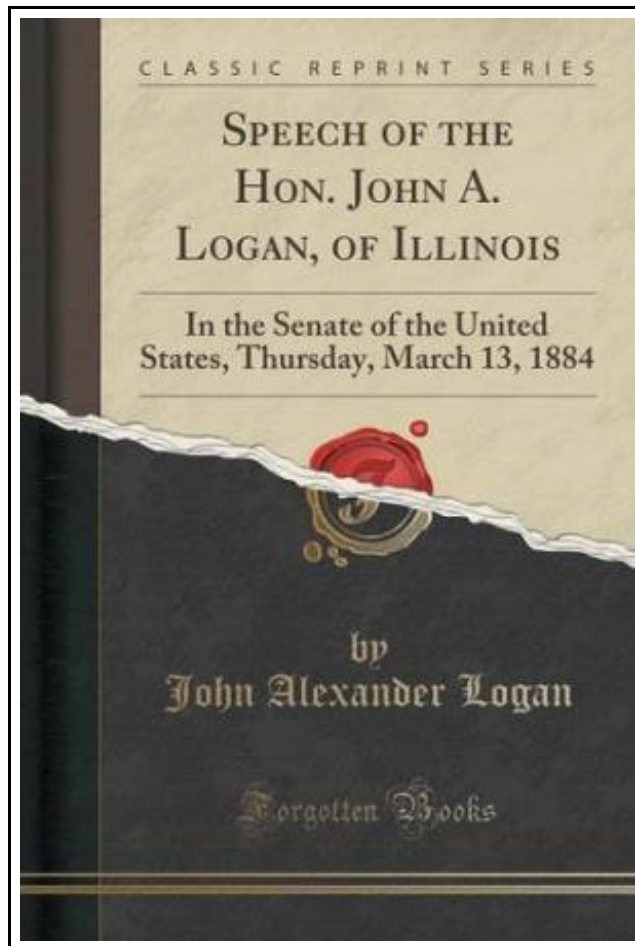 CLASSIC REPRINT SERIES
SPEECH OF THE
HON. JOHN A.
LOGAN, OF ILLINOIS
In the Senate of the United
States, Thursday, March 13, 1884
F
by
John Alexander Logan
Forgotten Books